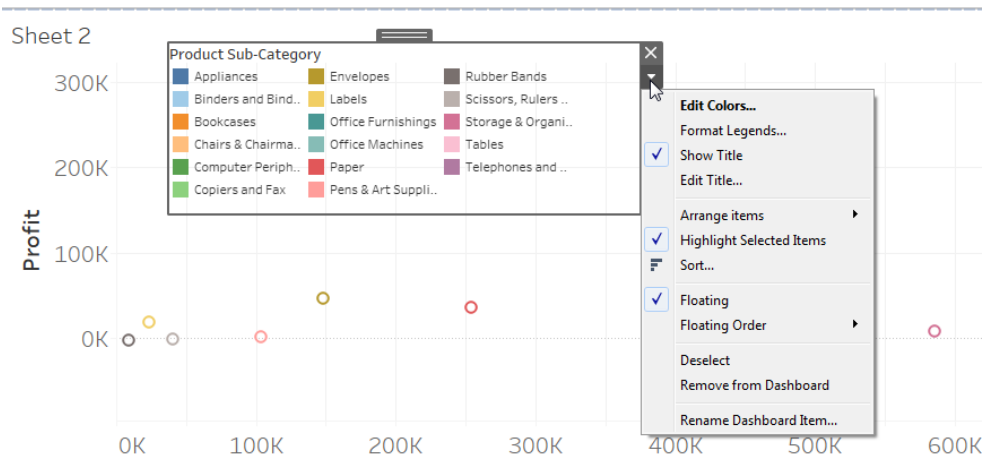 Sheet 2
Product Sub-Category
Appliances Envelopes Rubber Bands
Binders and Bind.. Labels Scissors, Rulers ..
Bookcases Office Furnishings Storage & Organi..
Chairs & Chairma.. Office Machines Tables
Computer Periph.. Paper Telephones and ..
Copiers and Fax Pens & Art Suppli..
Edit Colors...
Format Legends...
Show Title
Edit Title...
Arrange items
Highlight Selected Items
Sort...
Floating
Floating Order
Deselect
Remove from Dashboard
Rename Dashboard Item...
Profit
300K
200K
100K
0K
0K 100K 200K 300K 400K 500K 600K